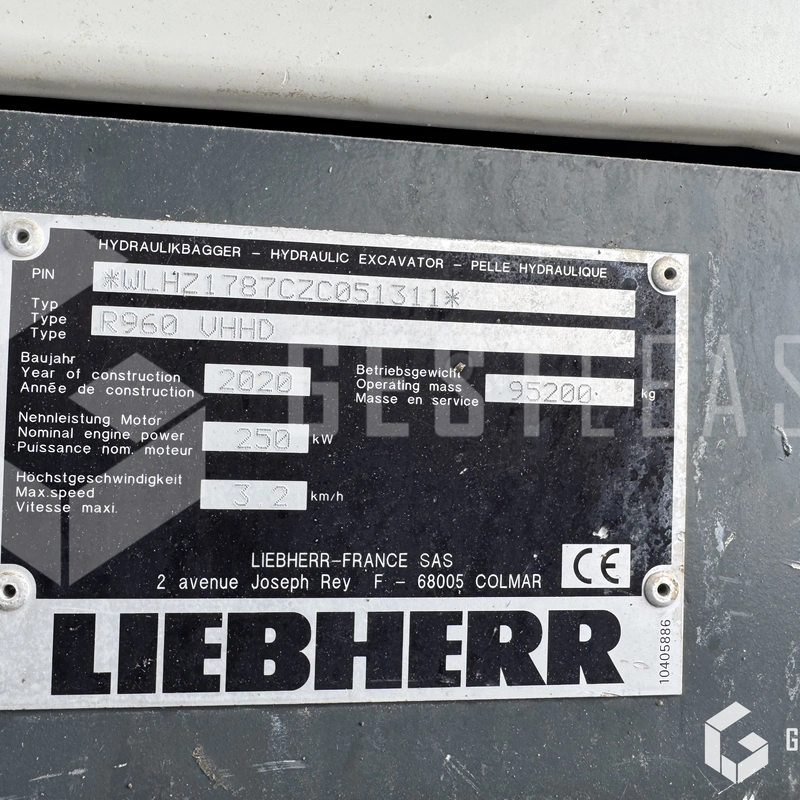 HYDRAULIKBAGGER – HYDRAULIC EXCAVATOR – PELLE HYDRAULIQUE
PIN *WLHZ1787CZC051311*
Typ
Type R960 VHHD
Type
Baujahr
Year of construction 2020
Année de construction
Betriebsgewicht
Operating mass 95200 kg
Masse en service
Nehnleistung Motor
Nominal engine power 250 kW
Puissance nom. moteur
Höchstgeschwindigkeit
Max.speed 3 2 km/h
Vitesse maxi.
LIEBHERR–FRANCE SAS
2 avenue Joseph Rey F – 68005 COLMAR
CE
LIEBHERR
10405886